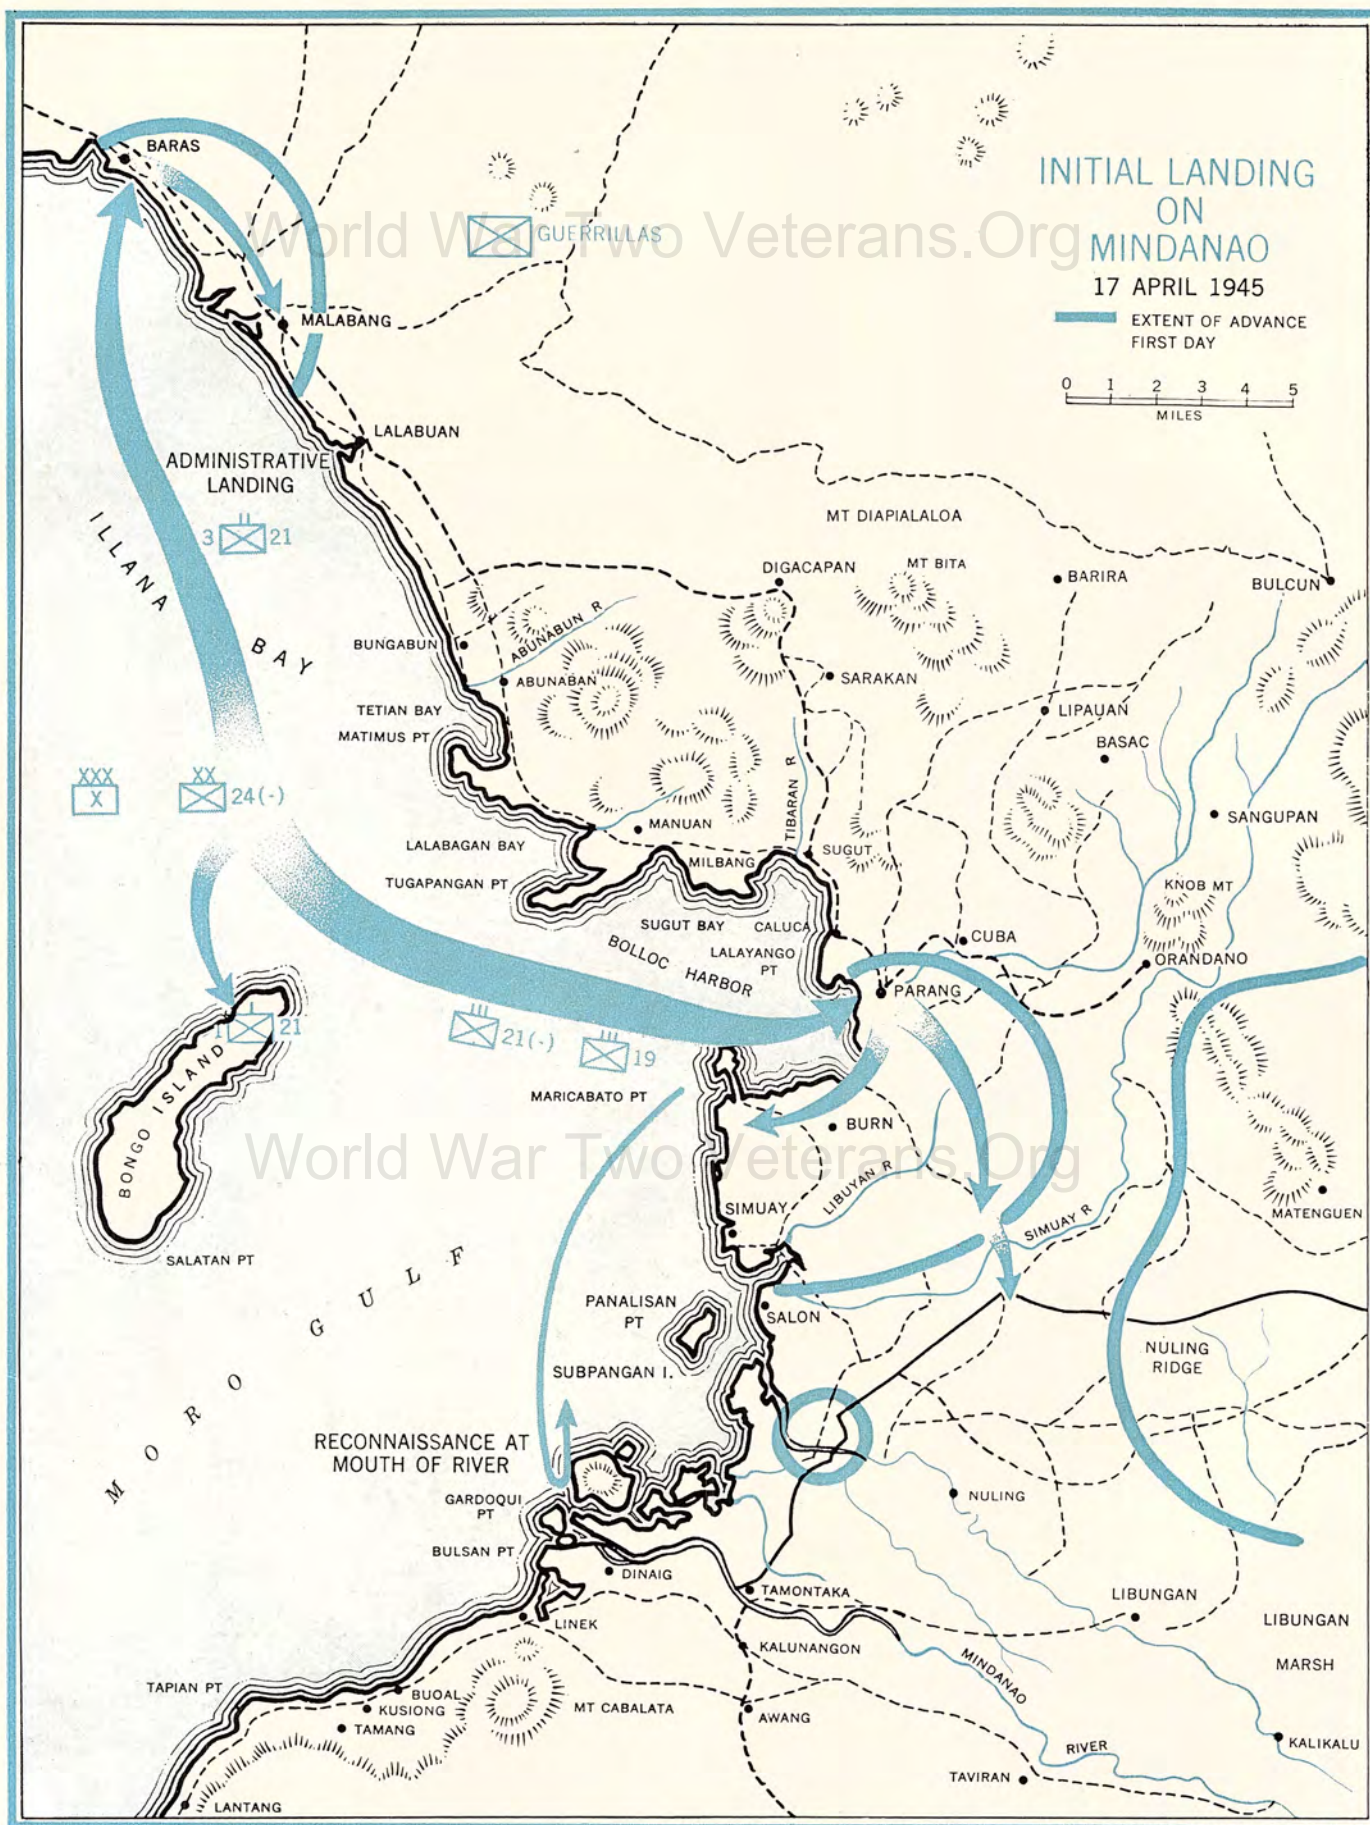 INITIAL LANDING
ON
MINDANAO
17 APRIL 1945
EXTENT OF ADVANCE
FIRST DAY
0 1 2 3 4 5
MILES
BARAS
World War Two Veterans.Org
GUERRILLAS
MALABANG
LALABUAN
ADMINISTRATIVE
LANDING
3 21
ILLANA BAY
MT DIAPIALALOA
DIGACAPAN
MT BITA
BARIRA
BULCUN
BUNGABUN
ABUNABUN R
ABUNABAN
SARAKAN
TETIAN BAY
MATIMUS PT
LIPAUAN
BASAC
XXX
X
XX
24(-)
TIBARAN R
MANUAN
SANGUPAN
LALABAGAN BAY
MILBANG
SUGUT
TUGAPANGAN PT
KNOB MT
SUGUT BAY
CALUCA
BOLLOC HARBOR
LALAYANGO
PT
CUBA
ORANDANO
PARANG
1 21
21(-)
19
BONGO ISLAND
MARICABATO PT
BURN
World War Two Veterans.Org
LIBUYAN R
SIMUAY
SIMUAY R
MATENGUEN
SALATAN PT
MORO GULF
PANALISAN
PT
SALON
NULING
RIDGE
SUBPANGAN I.
RECONNAISSANCE AT
MOUTH OF RIVER
GARDOQUI
PT
NULING
BULSAN PT
DINAIG
TAMONTAKA
LIBUNGAN
LIBUNGAN
MARSH
LINEK
KALUNANGON
MINDANAO
RIVER
TAPIAN PT
BUOAL
KUSIONG
TAMANG
MT CABALATA
AWANG
KALIKALU
TAVIRAN
LANTANG